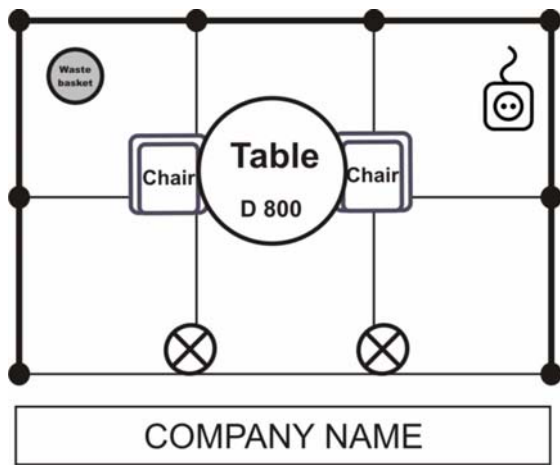 Waste
basket
Table
Chair
Chair
D 800
COMPANY NAME